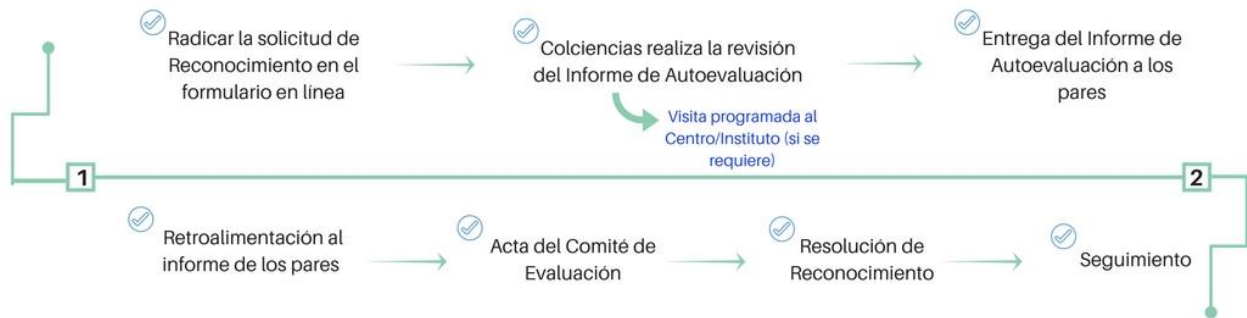 Radicar la solicitud de
Reconocimiento en el
formulario en línea
Colciencias realiza la revisión
del Informe de Autoevaluación
Visita programada al
Centro/Instituto (si se
requiere)
Entrega del Informe de
Autoevaluación a los
pares
1
2
Retroalimentación al
informe de los pares
Acta del Comité de
Evaluación
Resolución de
Reconocimiento
Seguimiento